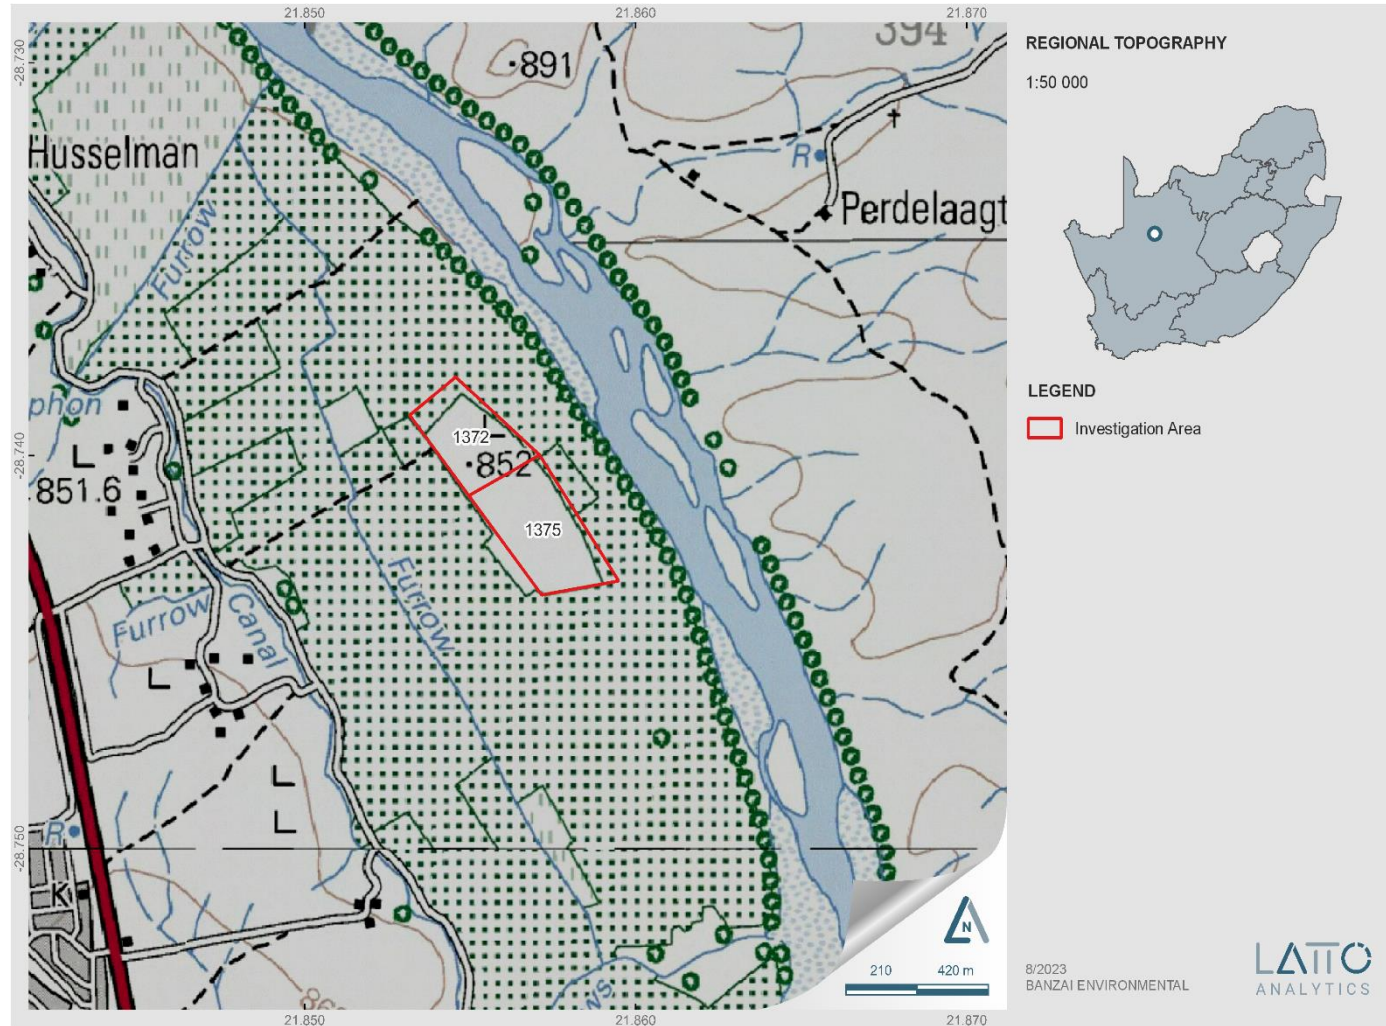 21.850
21.860
21.870
-28.730
394
891
Husselman
R
Perdelaagt
Furrow
phon
1372
-28.740
852
851.6
1375
Furrow
Furrow
Canal
R
-28.750
K
ws
N
210 420 m
21.850
21.860
21.870
REGIONAL TOPOGRAPHY
1:50 000
LEGEND
Investigation Area
8/2023
BANZAI ENVIRONMENTAL
LATTO
ANALYTICS